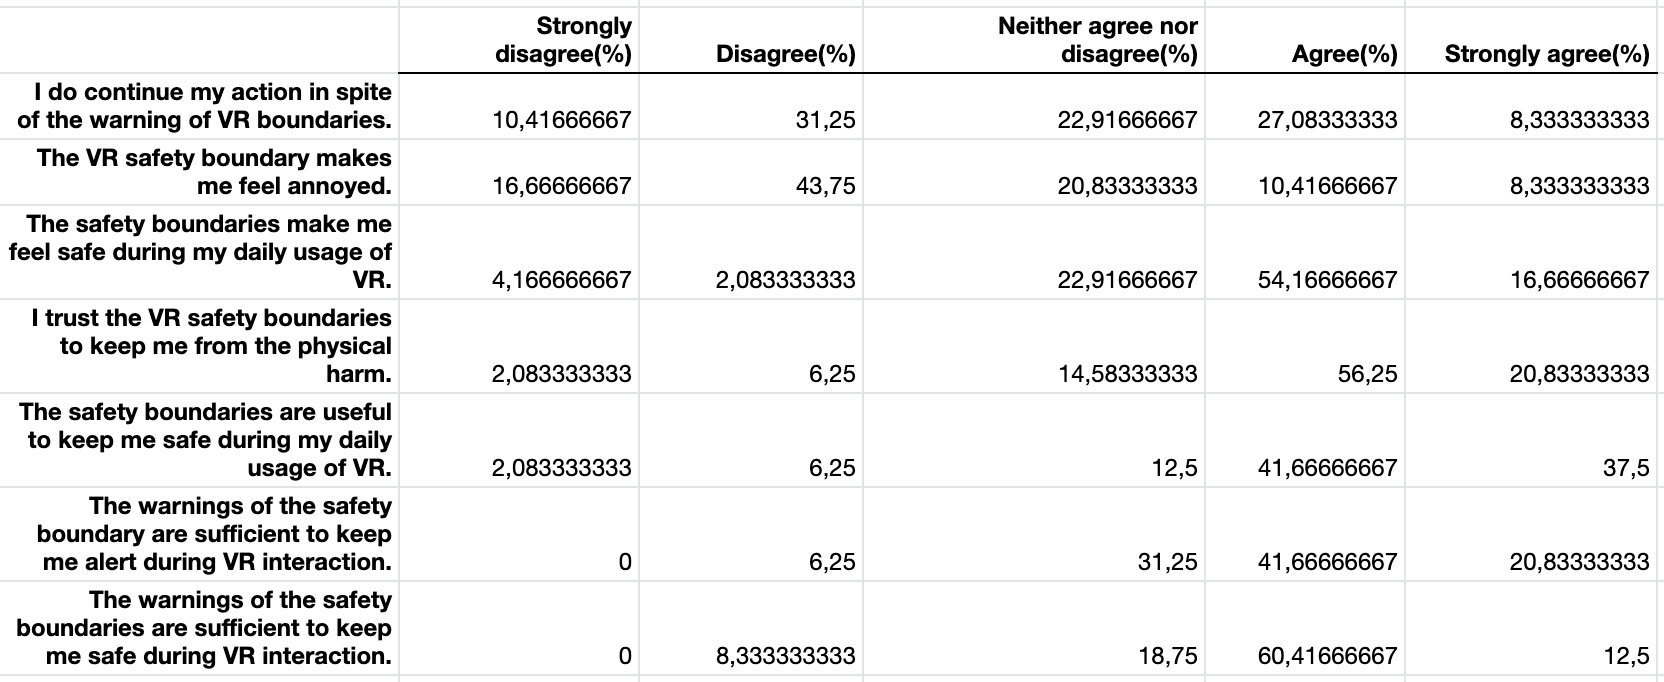 Strongly disagree(%) Disagree(%) Neither agree nor disagree(%) Agree(%) Strongly agree(%)
I do continue my action in spite
of the warning of VR boundaries. 10,41666667 31,25 22,91666667 27,08333333 8,333333333
The VR safety boundary makes
me feel annoyed. 16,66666667 43,75 20,83333333 10,41666667 8,333333333
The safety boundaries make me
feel safe during my daily usage of
VR. 4,166666667 2,083333333 22,91666667 54,16666667 16,66666667
I trust the VR safety boundaries
to keep me from the physical
harm. 2,083333333 6,25 14,58333333 56,25 20,83333333
The safety boundaries are useful
to keep me safe during my daily
usage of VR. 2,083333333 6,25 12,5 41,66666667 37,5
The warnings of the safety
boundary are sufficient to keep
me alert during VR interaction. 0 6,25 31,25 41,66666667 20,83333333
The warnings of the safety
boundaries are sufficient to keep
me safe during VR interaction. 0 8,333333333 18,75 60,41666667 12,5